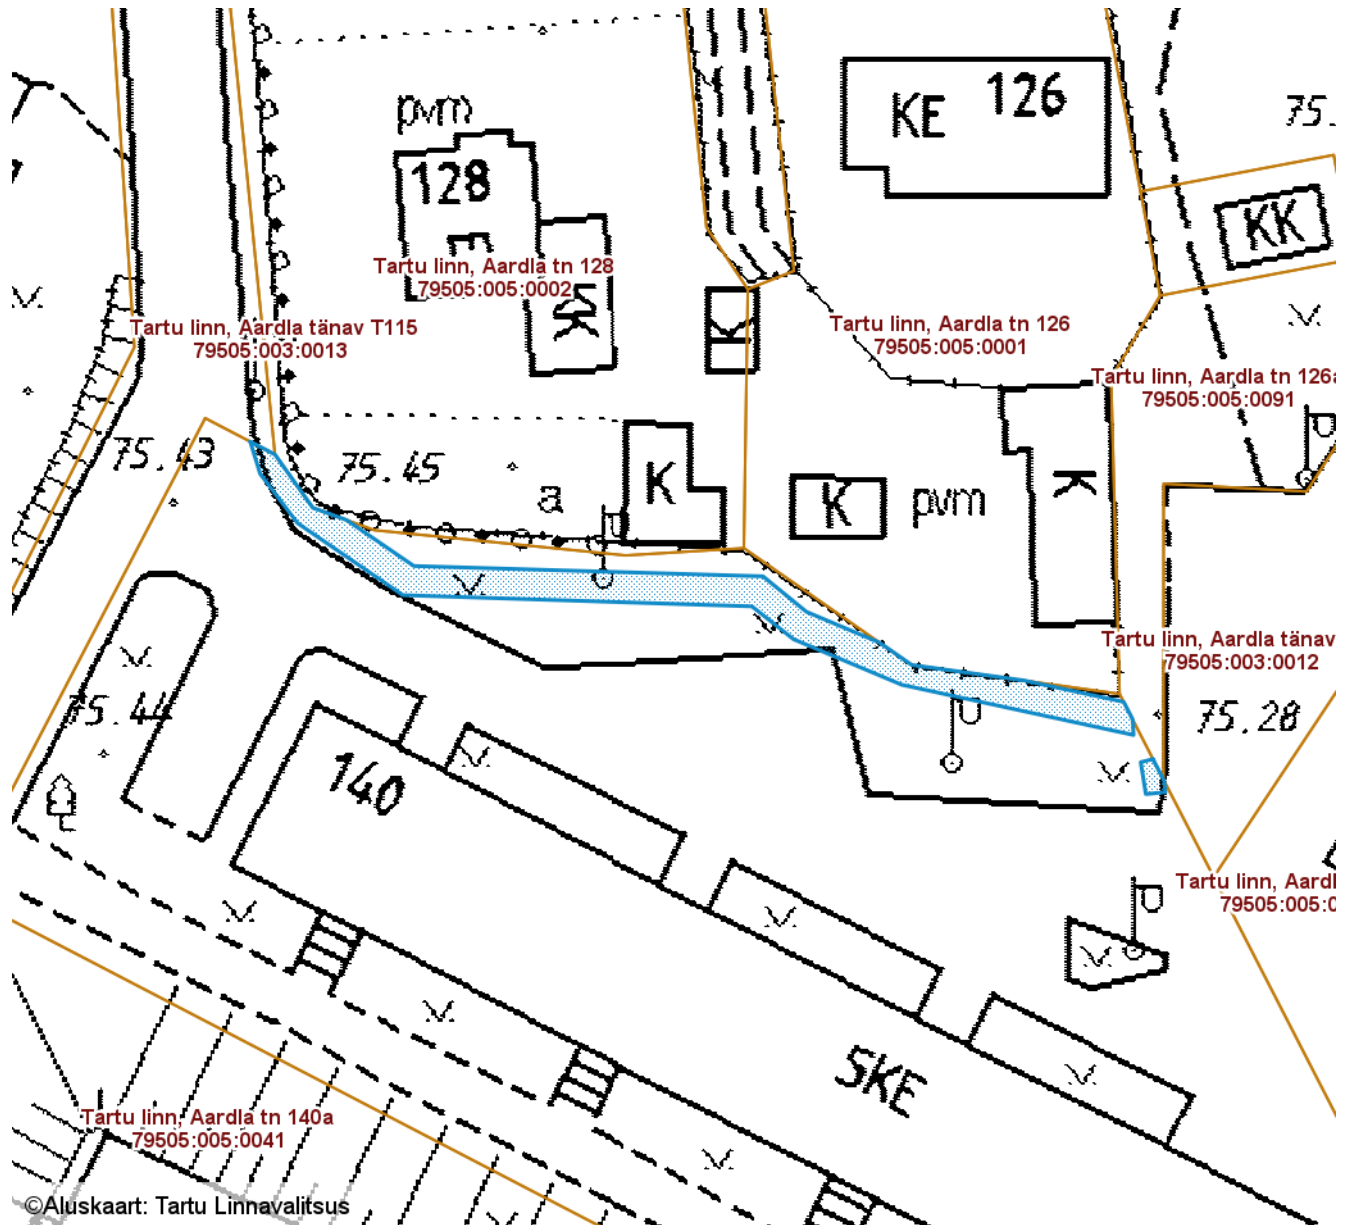 pvm
128
E
KSK
KE 126
75.
KK
Tartu linn, Aardla tn 128
79505:005:0002
Tartu linn, Aardla tänav T115
79505:003:0013
K
Tartu linn, Aardla tn 126
79505:005:0001
Tartu linn, Aardla tn 126a
79505:005:0091
75.43
75.45
a
K
K
pvm
K
Tartu linn, Aardla tänav
79505:003:0012
75.44
75.28
140
Tartu linn, Aardl
79505:005:0
SKE
Tartu linn, Aardla tn 140a
79505:005:0041
©Aluskaart: Tartu Linnavalitsus